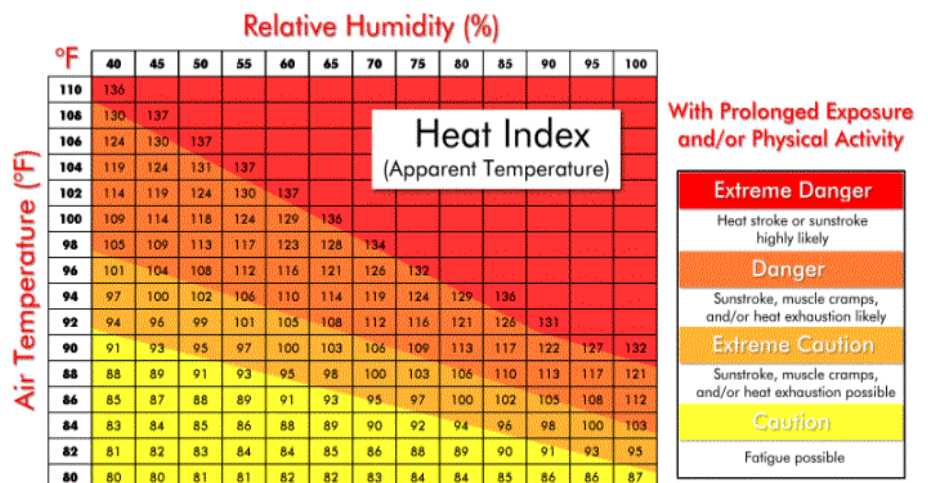 Relative Humidity (%)
°F 40 45 50 55 60 65 70 75 80 85 90 95 100
110 136
108 130 137
106 124 130 137
104 119 124 131 137
102 114 119 124 130 137
100 109 114 118 124 129 136
98 105 109 113 117 123 128 134
96 101 104 108 112 116 121 126 132
94 97 100 102 106 110 114 119 124 129 136
92 94 96 99 101 105 108 112 116 121 126 131
90 91 93 95 97 100 103 106 109 113 117 122 127 132
88 88 89 91 93 95 98 100 103 106 110 113 117 121
86 85 87 88 89 91 93 95 97 100 102 105 108 112
84 83 84 85 86 88 89 90 92 94 96 98 100 103
82 81 82 83 84 84 85 86 88 89 90 91 93 95
80 80 80 81 81 82 82 83 84 84 85 86 86 87
Air Temperature (°F)
Heat Index
(Apparent Temperature)
With Prolonged Exposure
and/or Physical Activity
Extreme Danger
Heat stroke or sunstroke
highly likely
Danger
Sunstroke, muscle cramps,
and/or heat exhaustion likely
Extreme Caution
Sunstroke, muscle cramps,
and/or heat exhaustion possible
Caution
Fatigue possible